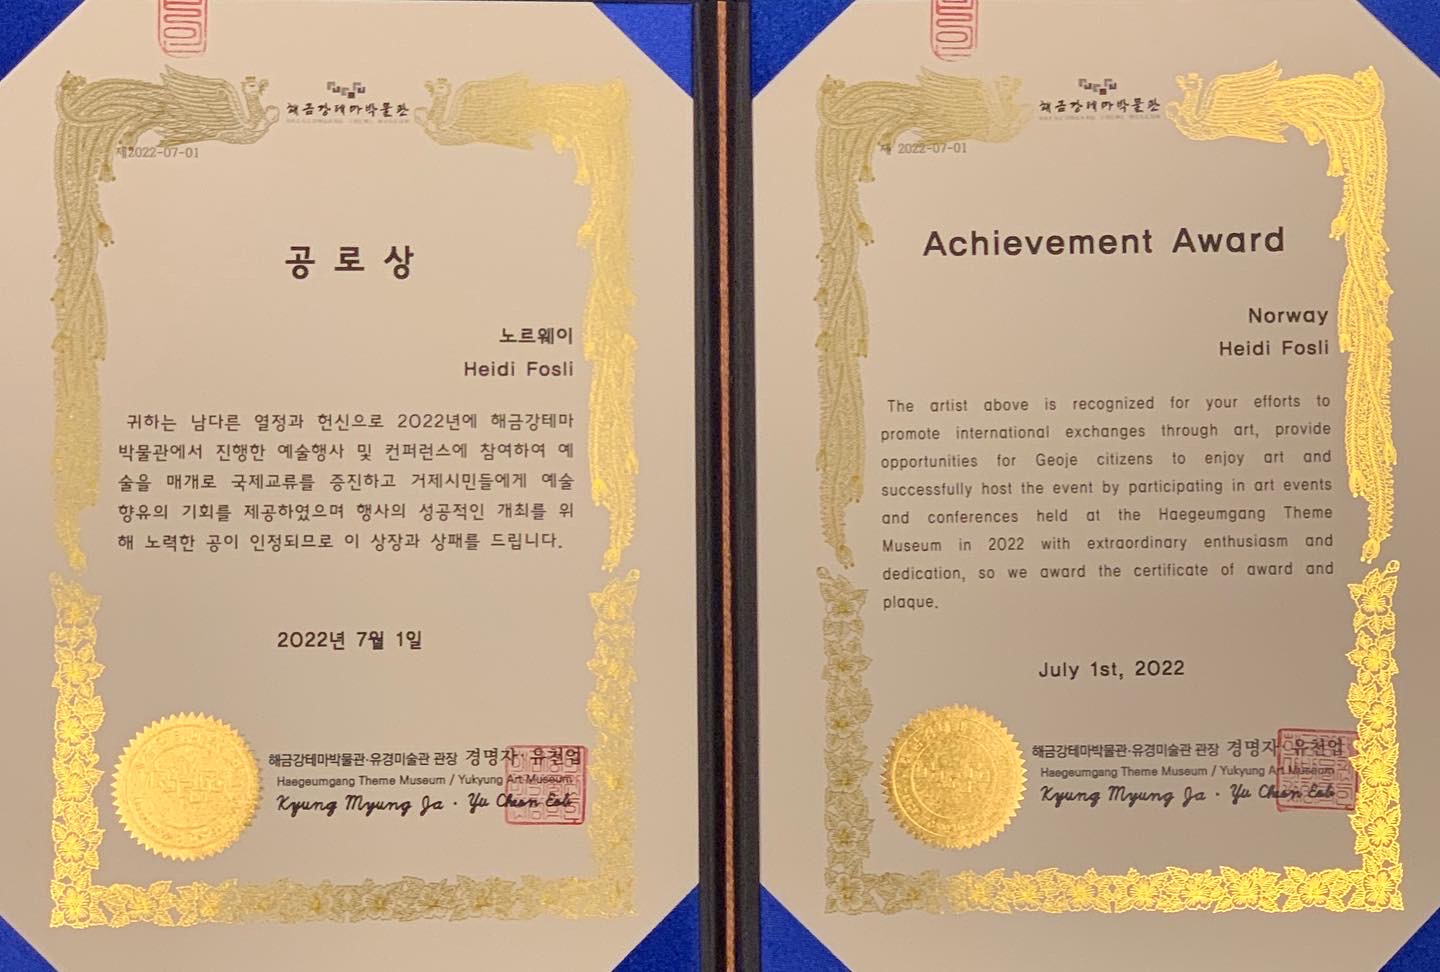 해금강테마박물관
HAEGEUMGANG THEME MUSEUM
제2022-07-01
공로상
노르웨이
Heidi Fosli
귀하는 남다른 열정과 헌신으로 2022년에 해금강테마
박물관에서 진행한 예술행사 및 컨퍼런스에 참여하여 예
술을 매개로 국제교류를 증진하고 거제시민들에게 예술
향유의 기회를 제공하였으며 행사의 성공적인 개최를 위
해 노력한 공이 인정되므로 이 상장과 상패를 드립니다.
2022년 7월 1일
해금강테마박물관·유경미술관 관장 경명자· 유천업
Haegeumgang Theme Museum / Yukyung Art Museum
Kyung Myung Ja · Yu Cheon Eob
해금강테마박물관
HAEGEUMGANG THEME MUSEUM
제 2022-07-01
Achievement Award
Norway
Heidi Fosli
The artist above is recognized for your efforts to
promote international exchanges through art, provide
opportunities for Geoje citizens to enjoy art and
successfully host the event by participating in art events
and conferences held at the Haegeumgang Theme
Museum in 2022 with extraordinary enthusiasm and
dedication, so we award the certificate of award and
plaque.
July 1st, 2022
해금강테마박물관·유경미술관 관장 경명자· 유천업
Haegeumgang Theme Museum / Yukyung Art Museum
Kyung Myung Ja · Yu Cheon Eob